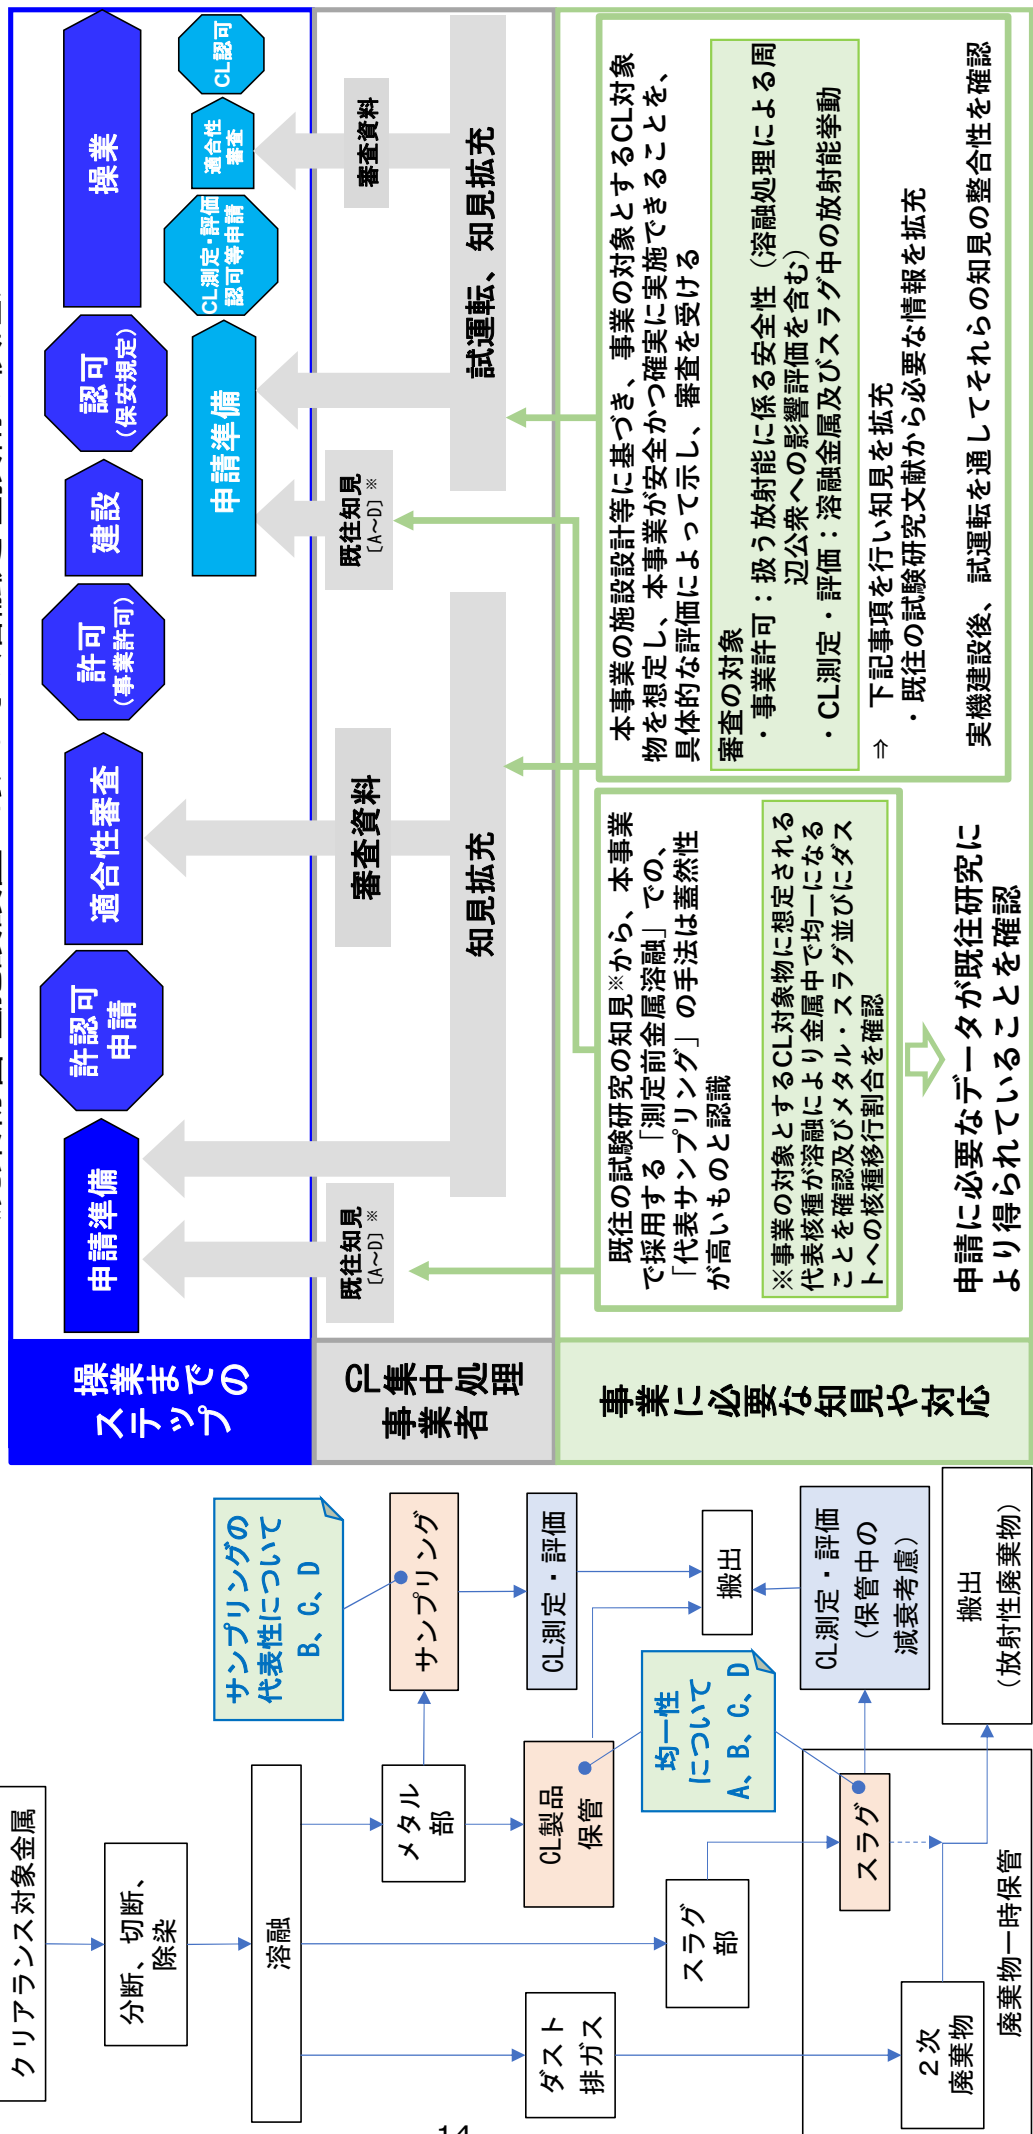 クリアランス対象金属
分断、切断、
除染
溶融
メタル
部
スラグ
部
ダスト
排ガス
サンプリングの
代表性について
B、C、D
サンプリング
CL製品
保管
CL測定・評価
均一性
について
A、B、C、D
搬出
スラグ
CL測定・評価
(保管中の
減衰考慮)
2次
廃棄物
廃棄物一時保管
搬出
(放射性廃棄物)
14
操業までの
ステップ
申請準備
許認可
申請
適合性審査
許可
(事業許可)
建設
認可
(保安規定)
操業
申請準備
CL測定・評価
認可等申請
適合性
審査
CL認可
CL集中処理
事業者
既往知見
[A~D]※
審査資料
知見拡充
既往知見
[A~D]※
審査資料
試運転、知見拡充
事業に必要な知見や対応
既往の試験研究の知見※から、本事業
で採用する「測定前金属溶融」での、
「代表サンプリング」の手法は蓋然性
が高いものと認識
※事業の対象とするCL対象物に想定される
代表核種が溶融により金属中で均一になる
ことを確認及びメタル・スラグ並びにダス
トへの核種移行割合を確認
申請に必要なデータが既往研究に
より得られていることを確認
本事業の施設設計等に基づき、事業の対象とするCL対象
物を想定し、本事業が安全かつ確実に実施できることを、
具体的な評価によって示し、審査を受ける
審査の対象
・事業許可：扱う放射能に係る安全性（溶融処理による周
辺公衆への影響評価を含む）
・CL測定・評価：溶融金属及びスラグ中の放射能挙動
⇒ 下記事項を行い知見を拡充
・既往の試験研究文献から必要な情報を拡充
実機建設後、試運転を通してそれらの知見の整合性を確認